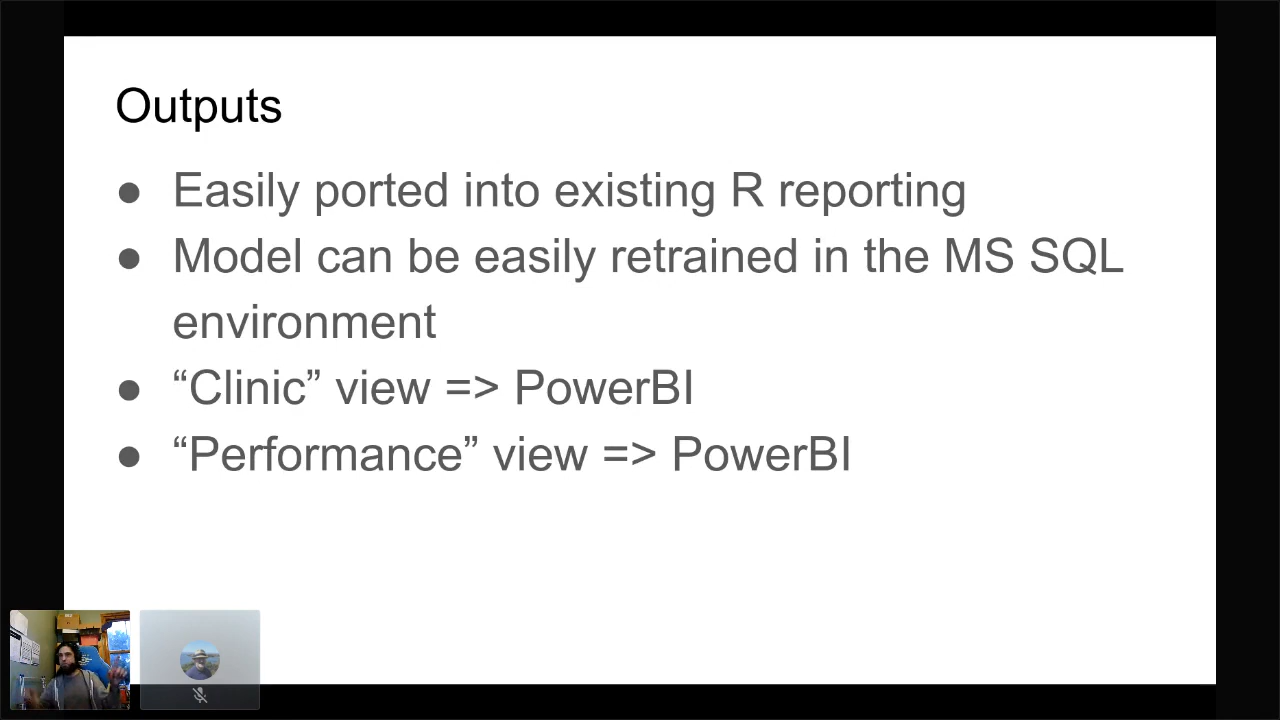 Outputs
● Easily ported into existing R reporting
● Model can be easily retrained in the MS SQL
environment
● “Clinic” view => PowerBI
● “Performance” view => PowerBI